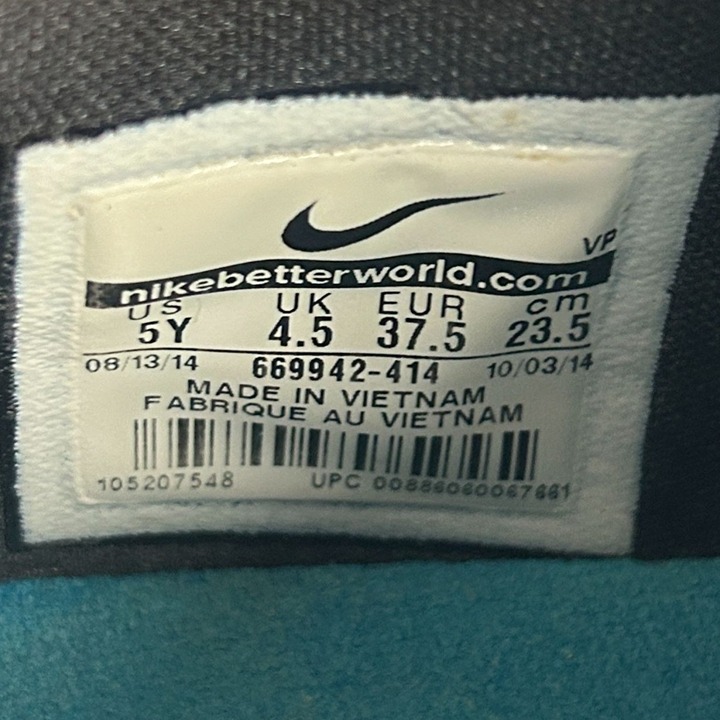 VP
nikebetterworld.com
US UK EUR cm
5Y 4.5 37.5 23.5
08/13/14 669942-414 10/03/14
MADE IN VIETNAM
FABRIQUE AU VIETNAM
105207548 UPC 00886060067661